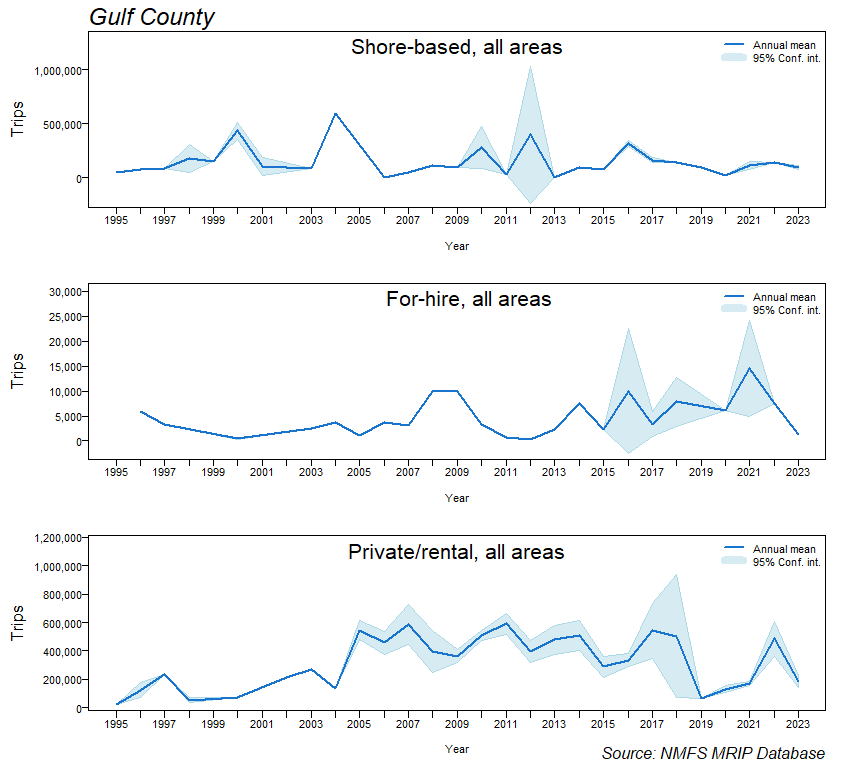 Gulf County
Shore-based, all areas
Annual mean
95% Conf. int.
1,000,000
500,000
0
Trips
1995 1997 1999 2001 2003 2005 2007 2009 2011 2013 2015 2017 2019 2021 2023
Year
For-hire, all areas
Annual mean
95% Conf. int.
30,000
25,000
20,000
15,000
10,000
5,000
0
Trips
1995 1997 1999 2001 2003 2005 2007 2009 2011 2013 2015 2017 2019 2021 2023
Year
Private/rental, all areas
Annual mean
95% Conf. int.
1,200,000
1,000,000
800,000
600,000
400,000
200,000
0
Trips
1995 1997 1999 2001 2003 2005 2007 2009 2011 2013 2015 2017 2019 2021 2023
Year
Source: NMFS MRIP Database